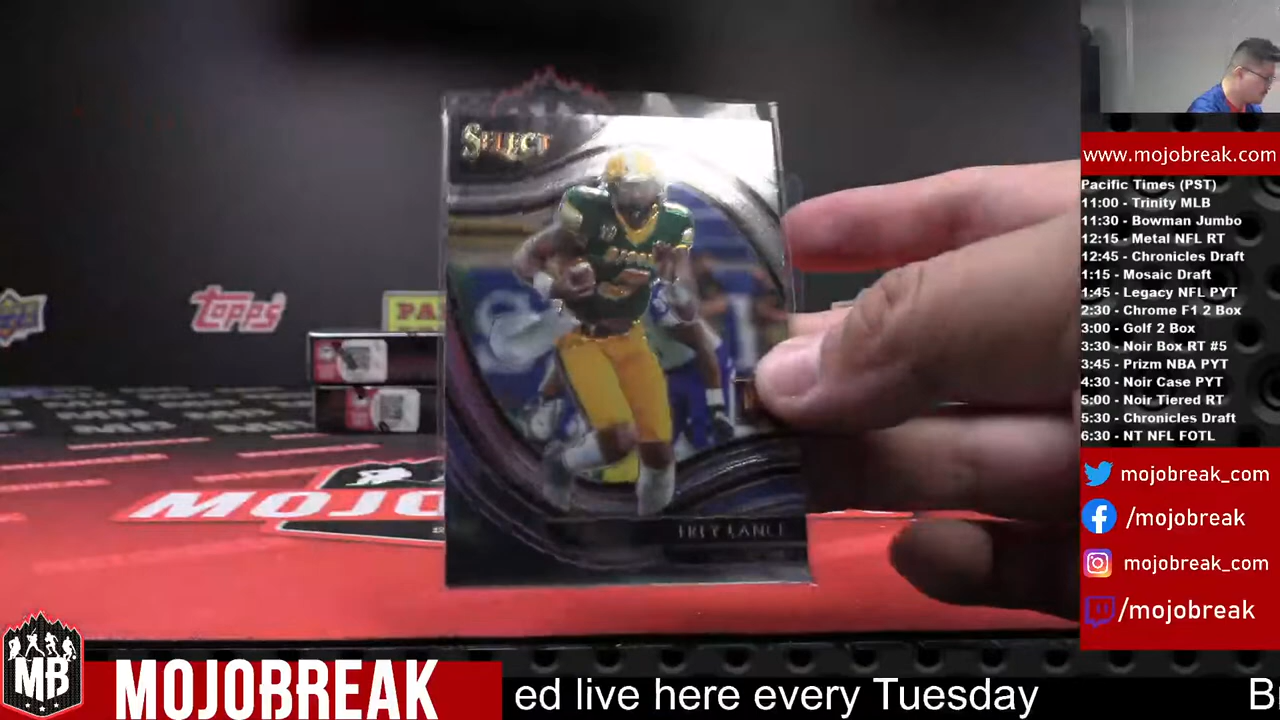 SELECT
TREY LANCE
TOPPS
PA
MOJO
www.mojobreak.com
Pacific Times (PST)
11:00 - Trinity MLB
11:30 - Bowman Jumbo
12:15 - Metal NFL RT
12:45 - Chronicles Draft
1:15 - Mosaic Draft
1:45 - Legacy NFL PYT
2:30 - Chrome F1 2 Box
3:00 - Golf 2 Box
3:30 - Noir Box RT #5
3:45 - Prizm NBA PYT
4:30 - Noir Case PYT
5:00 - Noir Tiered RT
5:30 - Chronicles Draft
6:30 - NT NFL FOTL
mojobreak_com
/mojobreak
mojobreak_com
/mojobreak
MB
MOJOBREAK
ed live here every Tuesday
B